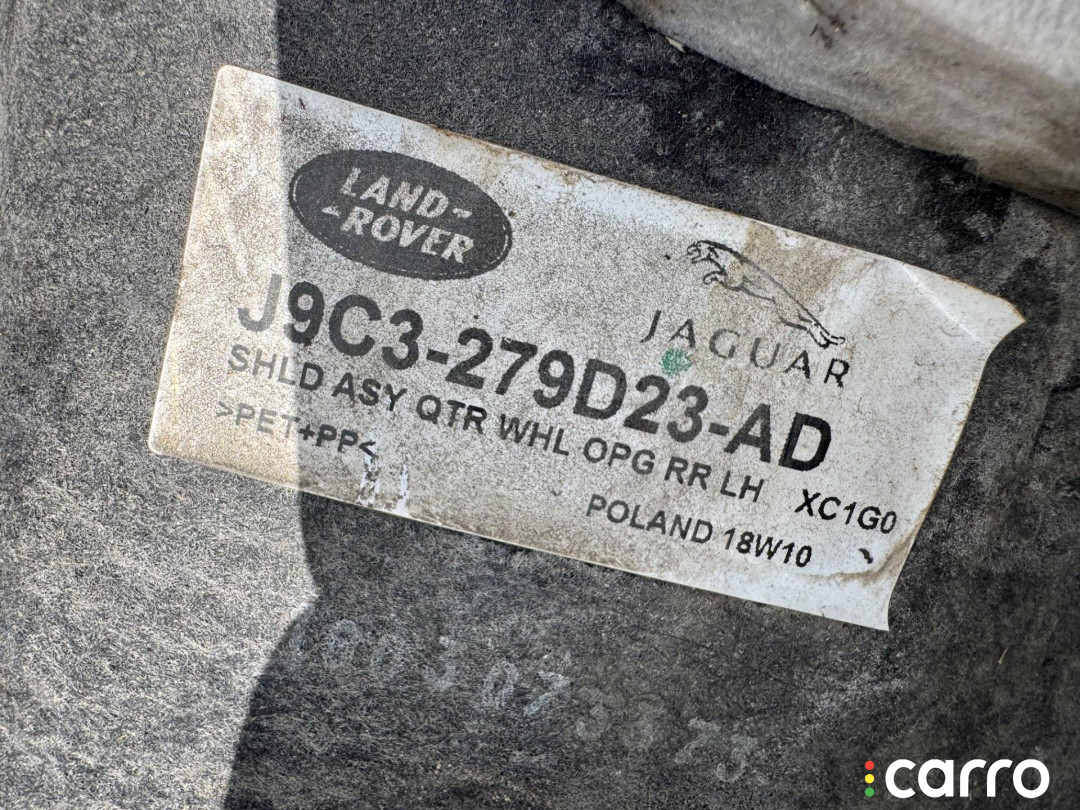 LAND-
-ROVER
JAGUAR
J9C3-279D23-AD
SHLD ASY QTR WHL OPG RR LH XC1G0
>PET+PP<
POLAND 18W10
carro